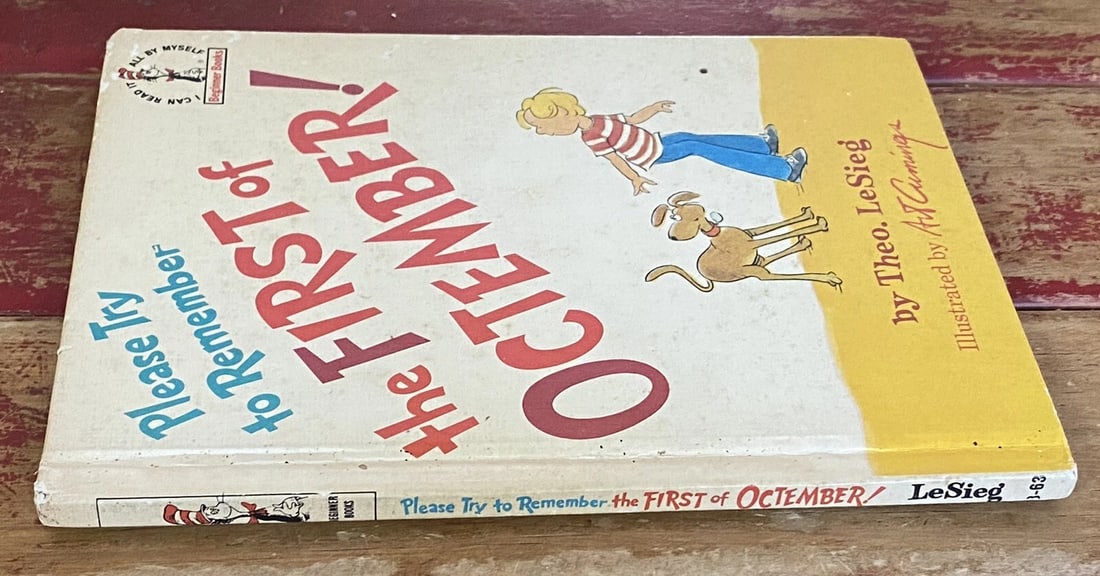 I CAN READ IT ALL BY MYSELF
Beginner Books
Please Try
to Remember
the FIRST of
OCTEMBER!
by Theo. LeSieg
Illustrated by Art Cummings
BEGINNER
BOOKS
Please Try to Remember the FIRST of OCTEMBER!
LeSieg